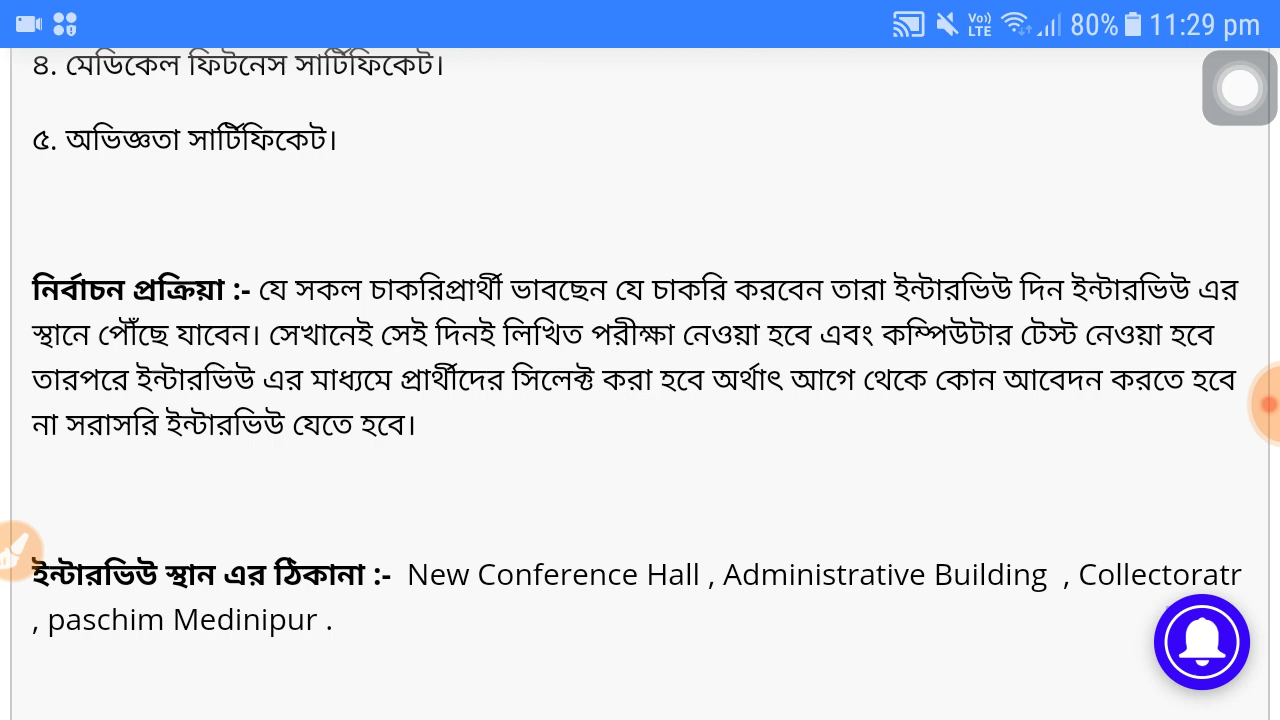 Vo)) LTE 80% 11:29 pm
৪. মেডিকেল ফিটনেস সার্টিফিকেট।
৫. অভিজ্ঞতা সার্টিফিকেট।
নির্বাচন প্রক্রিয়া :- যে সকল চাকরিপ্রার্থী ভাবছেন যে চাকরি করবেন তারা ইন্টারভিউ দিন ইন্টারভিউ এর
স্থানে পৌঁছে যাবেন। সেখানেই সেই দিনই লিখিত পরীক্ষা নেওয়া হবে এবং কম্পিউটার টেস্ট নেওয়া হবে
তারপরে ইন্টারভিউ এর মাধ্যমে প্রার্থীদের সিলেক্ট করা হবে অর্থাৎ আগে থেকে কোন আবেদন করতে হবে
না সরাসরি ইন্টারভিউ যেতে হবে।
ইন্টারভিউ স্থান এর ঠিকানা :- New Conference Hall , Administrative Building , Collectoratr
, paschim Medinipur .